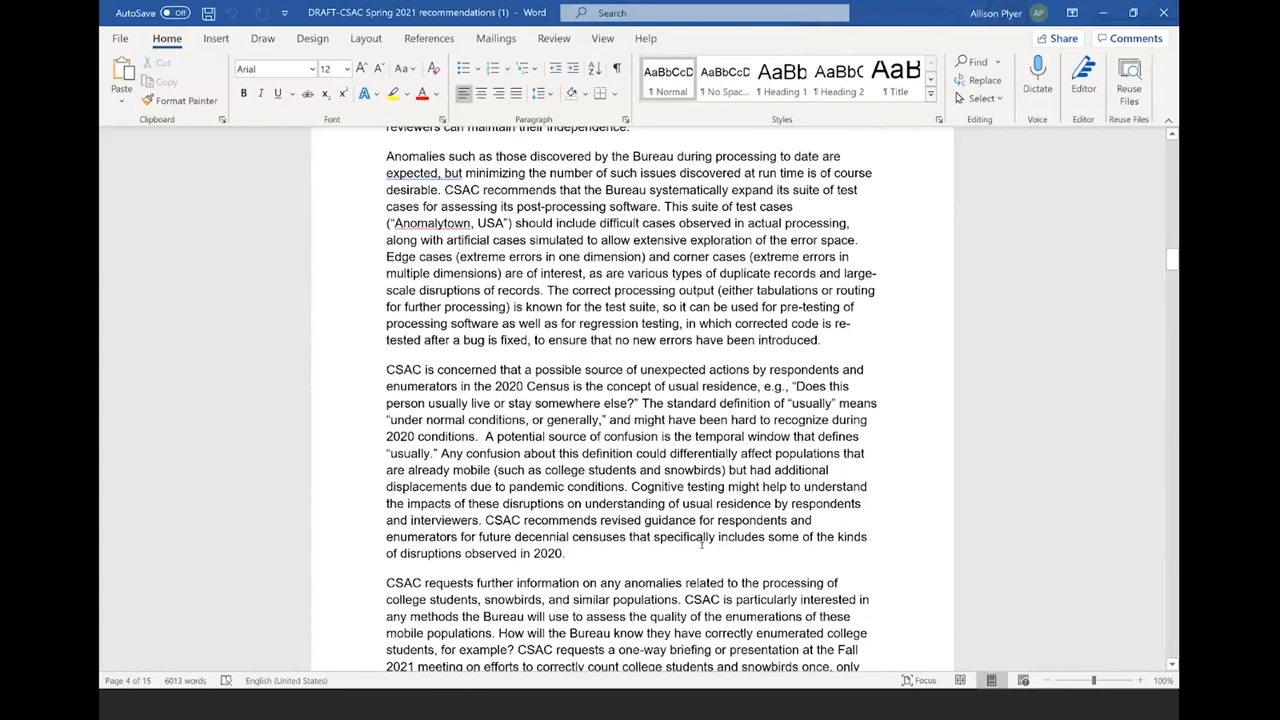 AutoSave Off
DRAFT-CSAC Spring 2021 recommendations (1) - Word
Search
Allison Plyer AP
File Home Insert Draw Design Layout References Mailings Review View Help
Share Comments
Paste
Cut
Copy
Format Painter
Clipboard
Arial 12
Font
Paragraph
AaBbCcD Normal
AaBbCcD No Spac...
AaBb Heading 1
AaBbC Heading 2
AaB Title
Styles
Find
Replace
Select
Editing
Dictate
Voice
Editor
Editor
Reuse Files
Reuse Files
reviewers can maintain their independence.
Anomalies such as those discovered by the Bureau during processing to date are
expected, but minimizing the number of such issues discovered at run time is of course
desirable. CSAC recommends that the Bureau systematically expand its suite of test
cases for assessing its post-processing software. This suite of test cases
(“Anomalytown, USA”) should include difficult cases observed in actual processing,
along with artificial cases simulated to allow extensive exploration of the error space.
Edge cases (extreme errors in one dimension) and corner cases (extreme errors in
multiple dimensions) are of interest, as are various types of duplicate records and large-
scale disruptions of records. The correct processing output (either tabulations or routing
for further processing) is known for the test suite, so it can be used for pre-testing of
processing software as well as for regression testing, in which corrected code is re-
tested after a bug is fixed, to ensure that no new errors have been introduced.
CSAC is concerned that a possible source of unexpected actions by respondents and
enumerators in the 2020 Census is the concept of usual residence, e.g., “Does this
person usually live or stay somewhere else?” The standard definition of “usually” means
“under normal conditions, or generally,” and might have been hard to recognize during
2020 conditions.  A potential source of confusion is the temporal window that defines
“usually.” Any confusion about this definition could differentially affect populations that
are already mobile (such as college students and snowbirds) but had additional
displacements due to pandemic conditions. Cognitive testing might help to understand
the impacts of these disruptions on understanding of usual residence by respondents
and interviewers. CSAC recommends revised guidance for respondents and
enumerators for future decennial censuses that specifically includes some of the kinds
of disruptions observed in 2020.
CSAC requests further information on any anomalies related to the processing of
college students, snowbirds, and similar populations. CSAC is particularly interested in
any methods the Bureau will use to assess the quality of the enumerations of these
mobile populations. How will the Bureau know they have correctly enumerated college
students, for example? CSAC requests a one-way briefing or presentation at the Fall
2021 meeting on efforts to correctly count college students and snowbirds once, only
Page 4 of 15 6013 words English (United States) Focus 100%